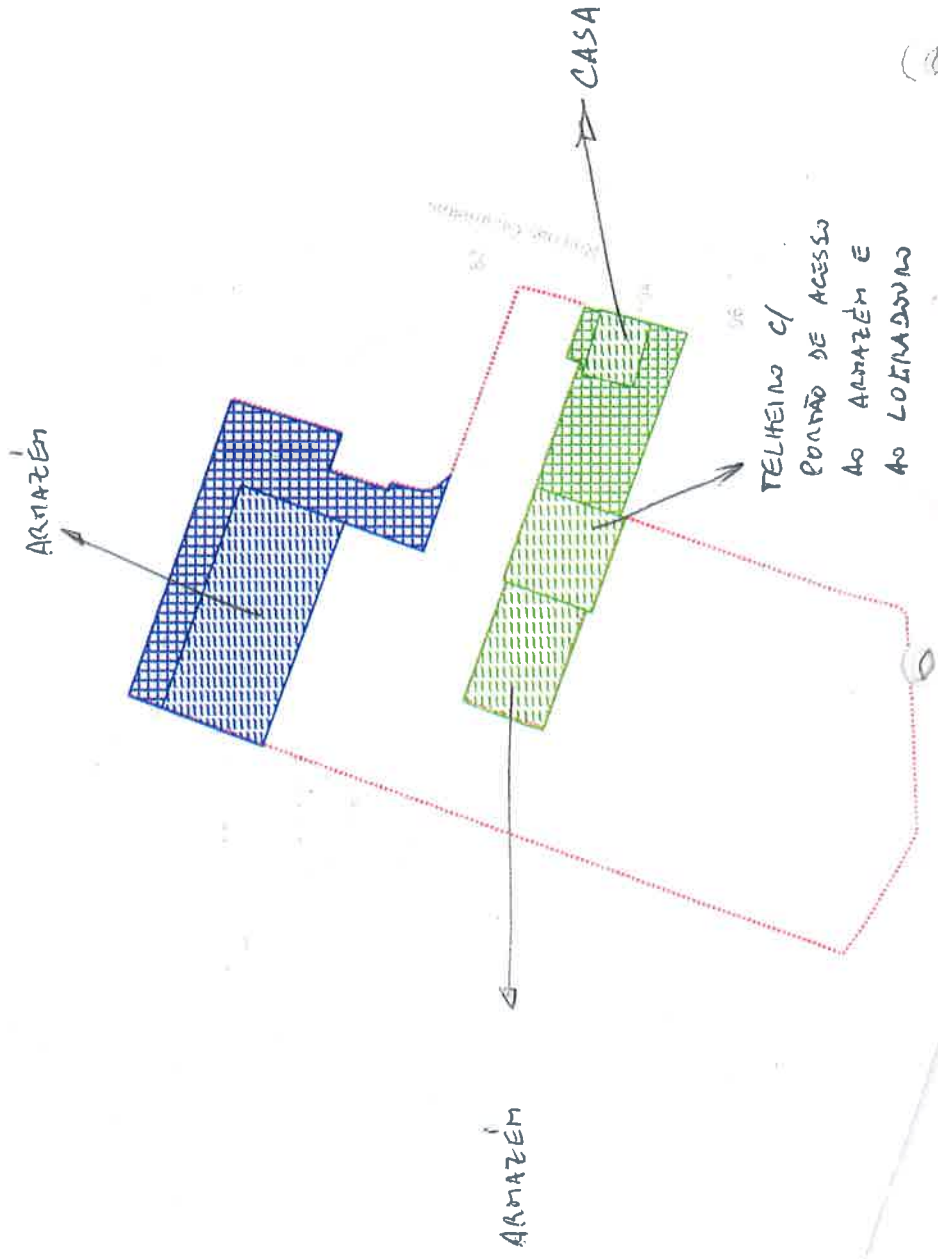 ARMAZÉM
CASA
TELHEIRO C/
PORTÃO DE ACESSO
AO ARMAZÉM E
AO LOGRADOURO
ARMAZÉM